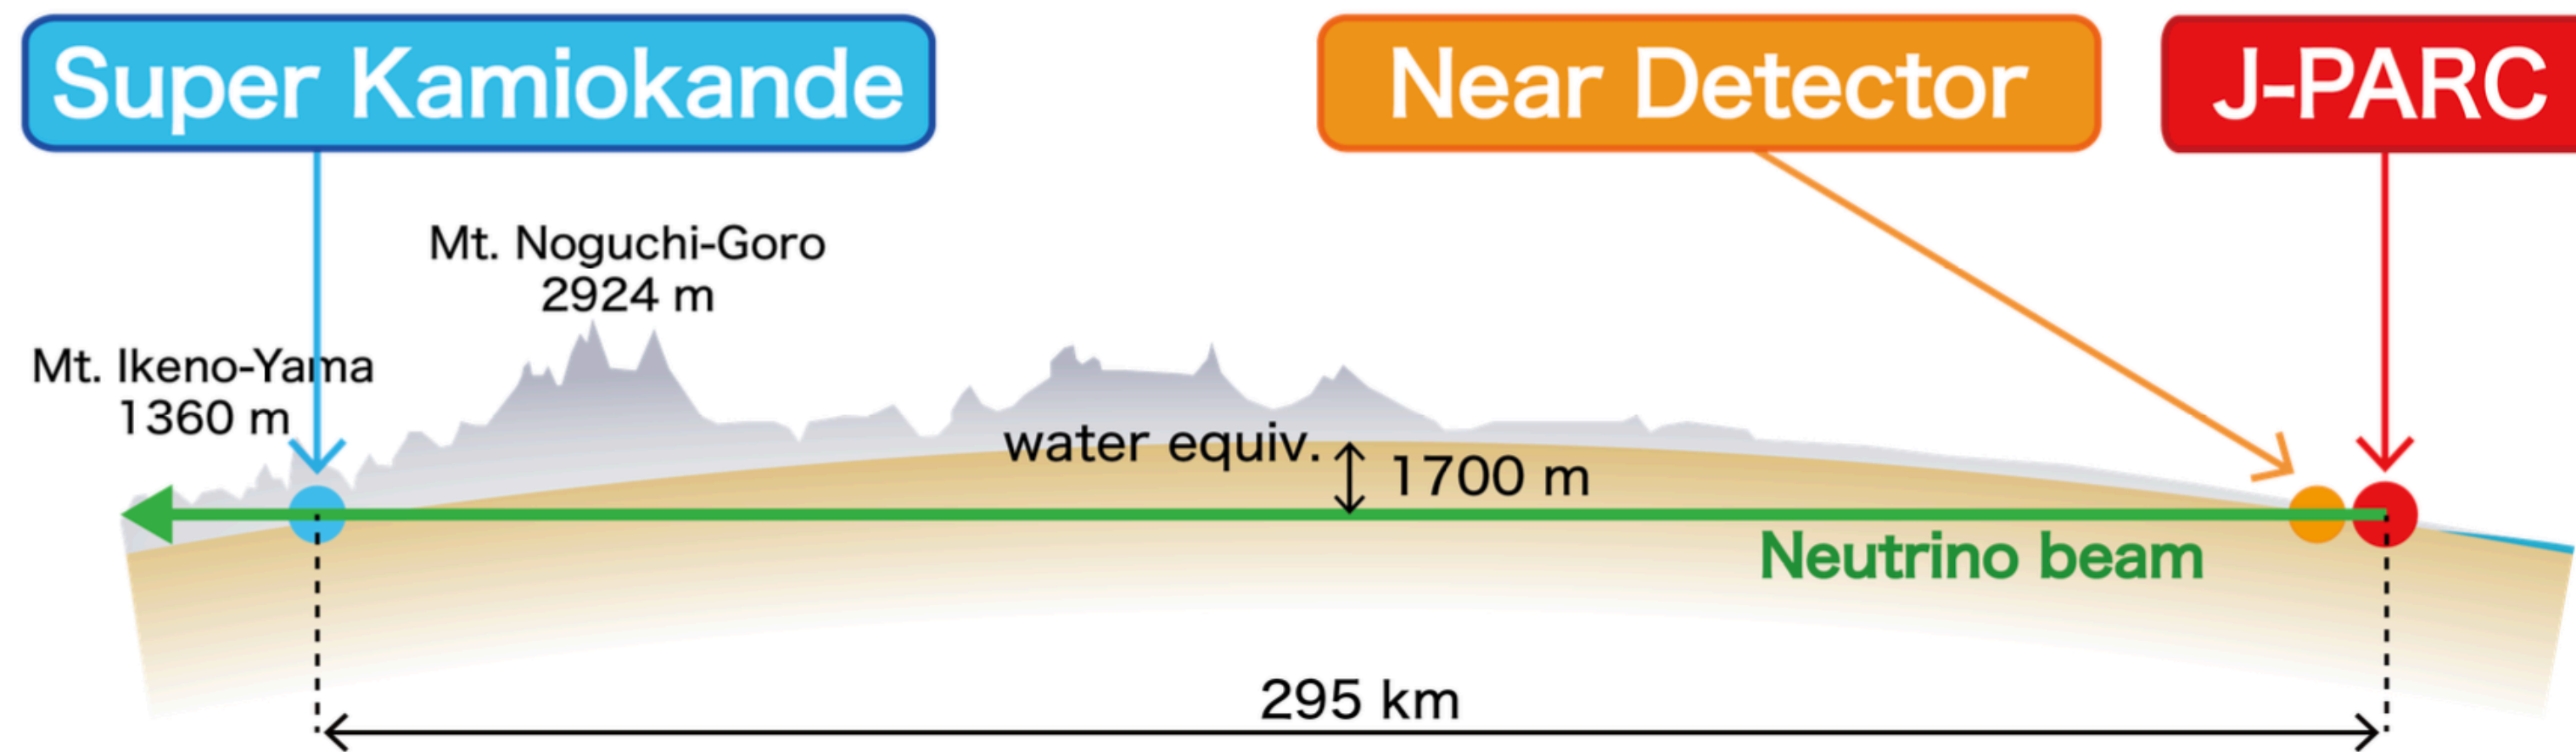 Super Kamiokande
Near Detector
J-PARC
Mt. Noguchi-Goro
2924 m
Mt. Ikeno-Yama
1360 m
water equiv.
1700 m
Neutrino beam
295 km